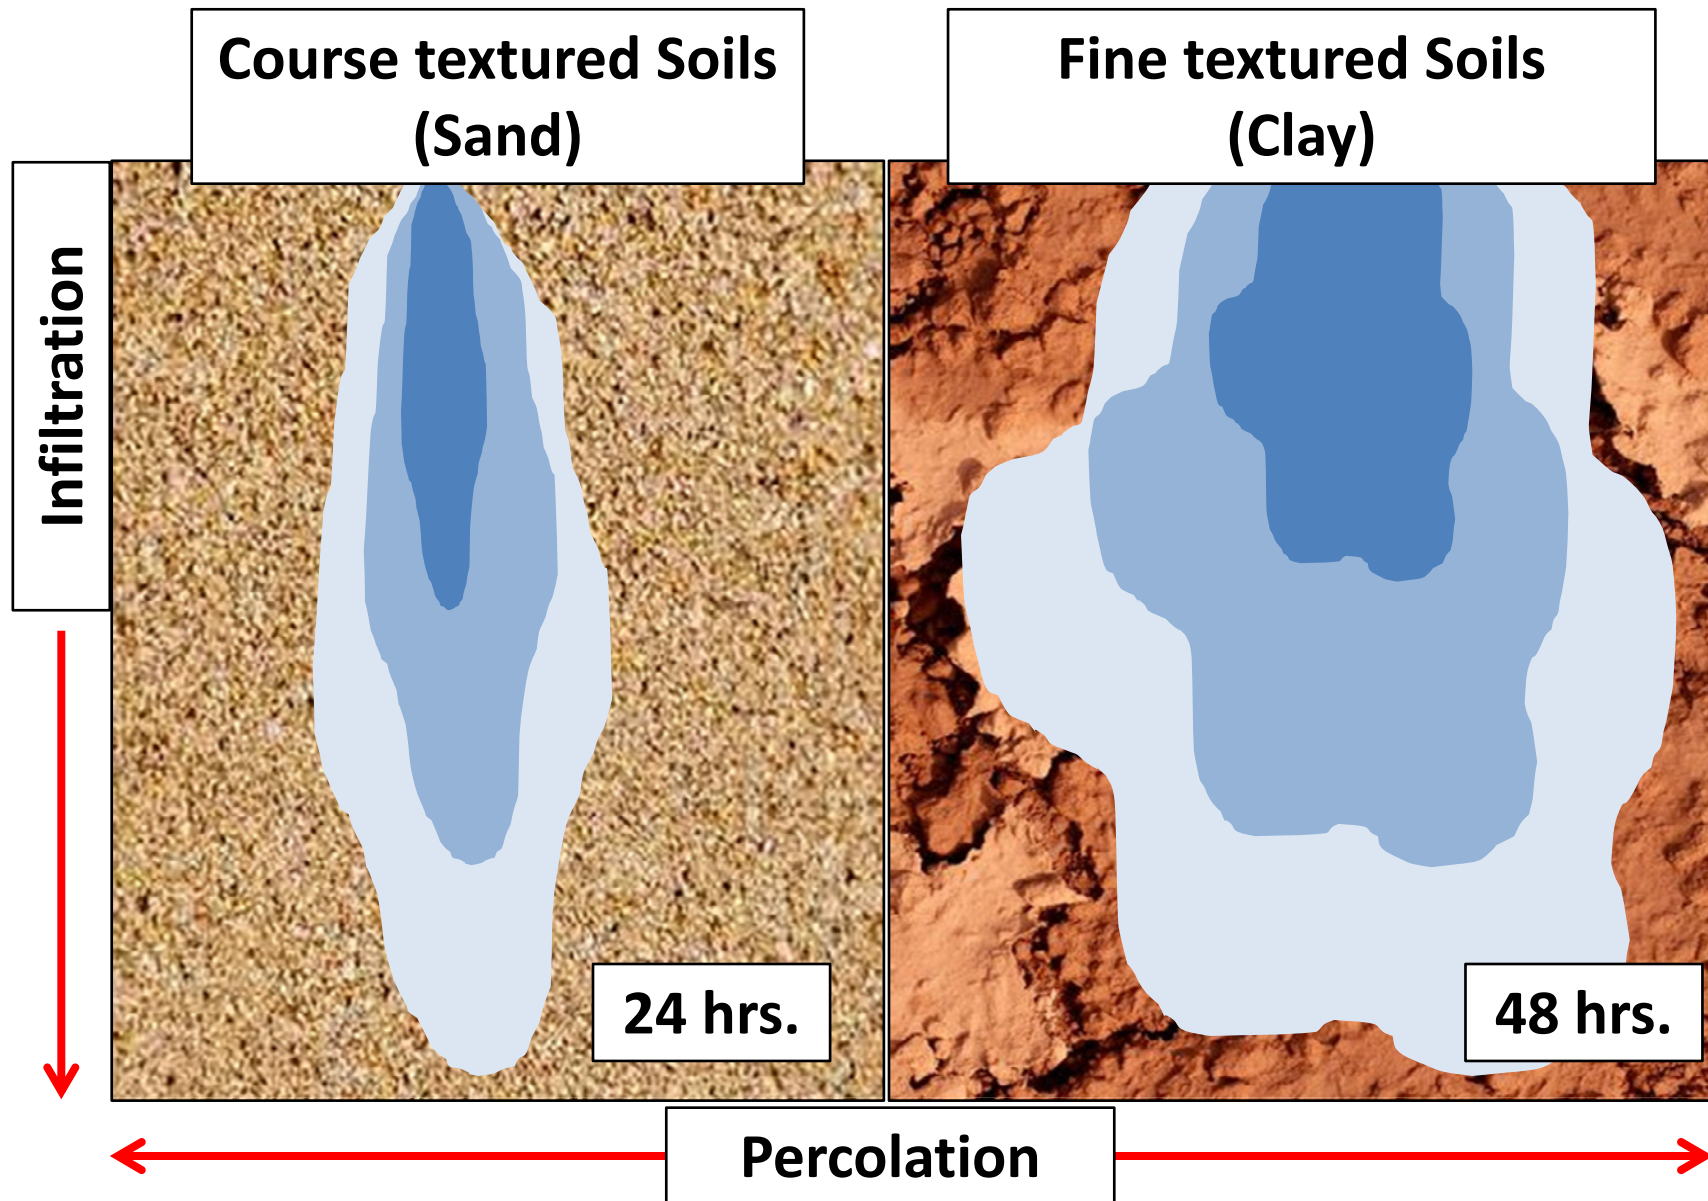 Course textured Soils
(Sand)
Fine textured Soils
(Clay)
Infiltration
24 hrs.
48 hrs.
Percolation